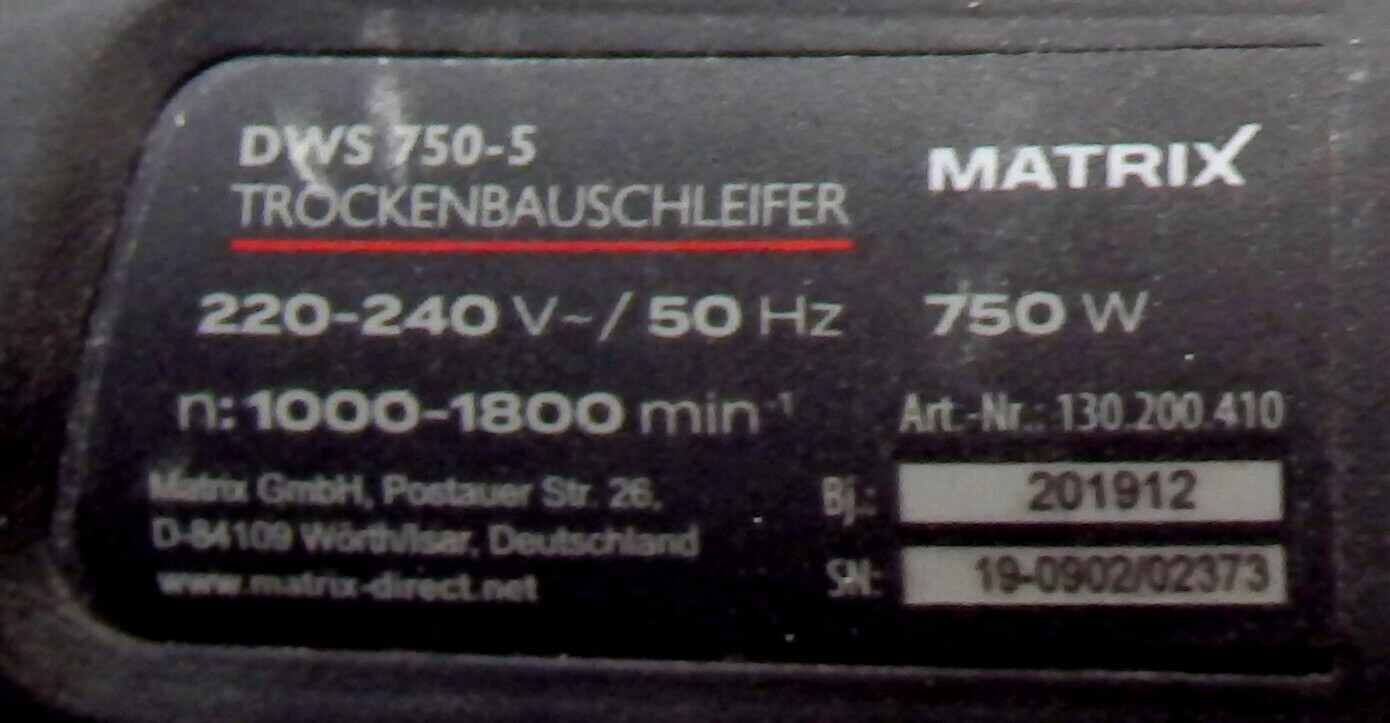 DWS 750-5
TROCKENBAUSCHLEIFER
MATRIX
220-240 V~/ 50 Hz 750 W
n: 1000-1800 min⁻¹
Art.-Nr.: 130.200.410
Matrix GmbH, Postauer Str. 26,
D-84109 Wörth/Isar, Deutschland
www.matrix-direct.net
Bj.: 201912
SN: 19-0902/02373